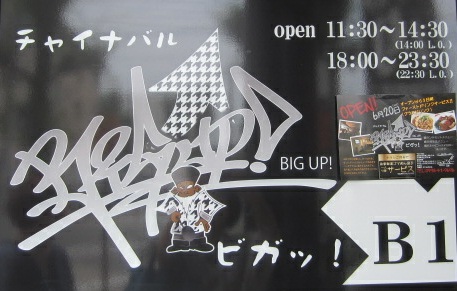 チャイナバル
open 11:30～14:30
(14:00 L.O.)
18:00～23:30
(22:30 L.O.)
OPEN!
6月20日
BIG UP!
ビガッ!
B1